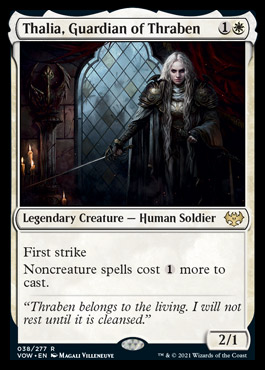 Thalia, Guardian of Thraben 1
Legendary Creature — Human Soldier
First strike
Noncreature spells cost 1 more to
cast.
“Thraben belongs to the living. I will not
rest until it is cleansed.”
2/1
038/277 R
VOW • EN MAGALI VILLENEUVE
™ & © 2021 Wizards of the Coast